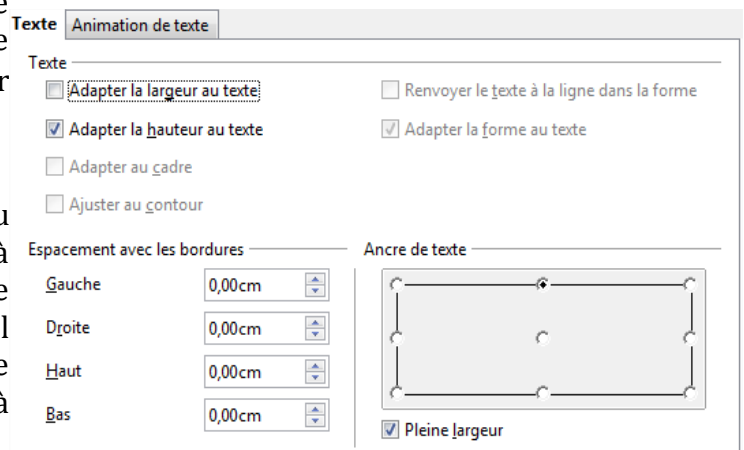 Texte Animation de texte
Texte
Adapter la largeur au texte Renvoyer le texte à la ligne dans la forme
Adapter la hauteur au texte Adapter la forme au texte
Adapter au cadre
Ajuster au contour
Espacement avec les bordures Ancre de texte
Gauche 0,00cm
Droite 0,00cm
Haut 0,00cm
Bas 0,00cm
Pleine largeur